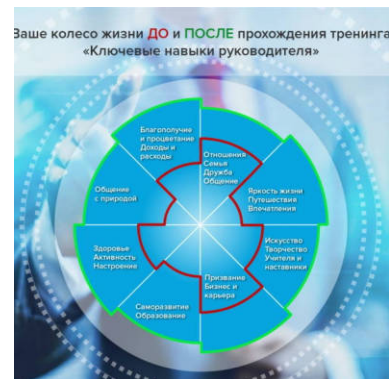 Ваше колесо жизни ДО и ПОСЛЕ прохождения тренинга
«Ключевые навыки руководителя»
Благополучие
и процветание
Доходы и
расходы
Отношения
Семья
Дружба
Общение
Яркость жизни
Путешествия
Впечатления
Искусство
Творчество
Учителя и
наставники
Призвание
Бизнес и
карьера
Саморазвитие
Образование
Здоровье
Активность
Настроение
Общение
с природой